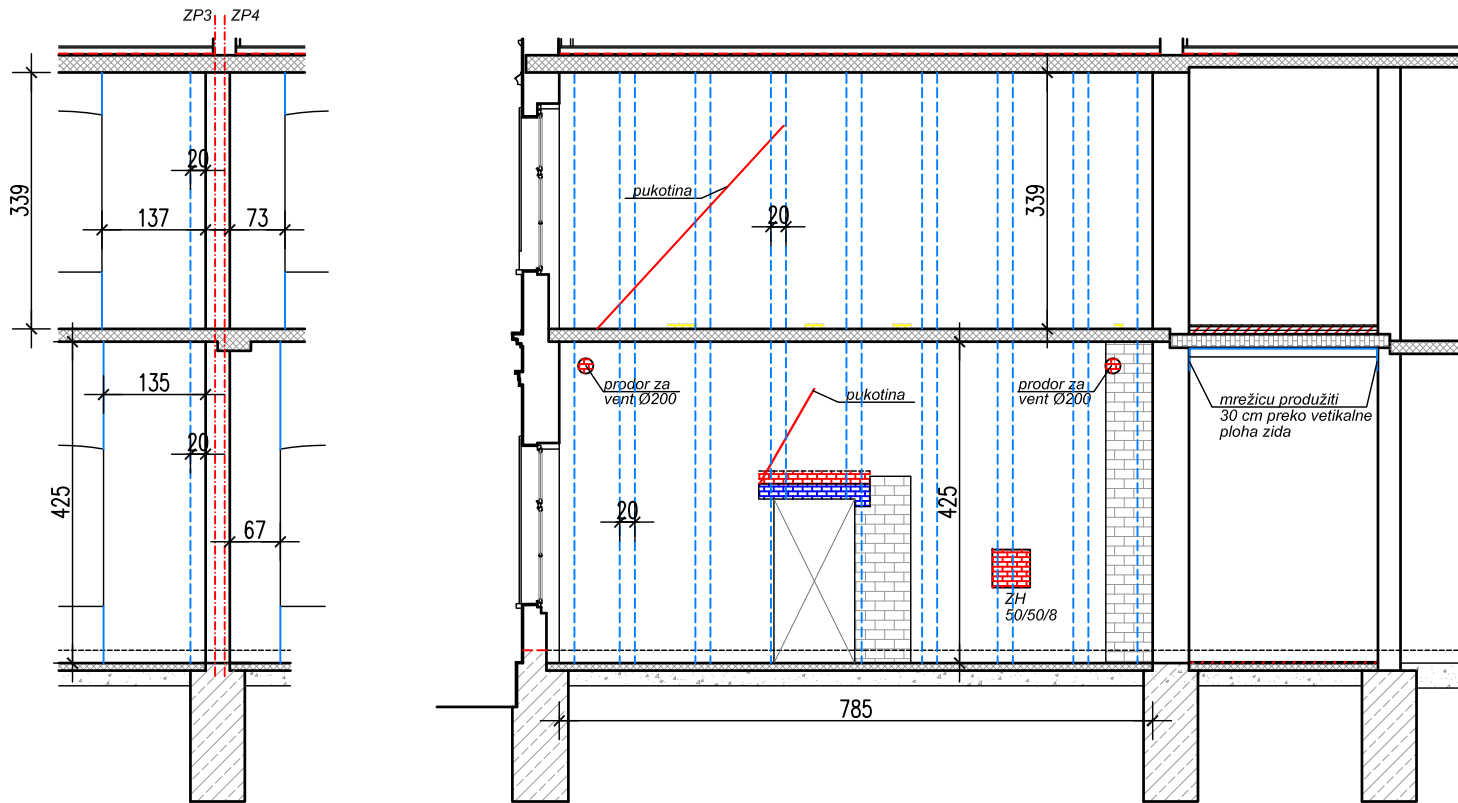 ZP3 ZP4
20
339
137
73
pukotina
20
339
135
20
425
67
prodor za
vent Ø200
pukotina
prodor za
vent Ø200
mrežicu produžiti
30 cm preko vetikalne
ploha zida
20
425
ZH
50/50/8
785